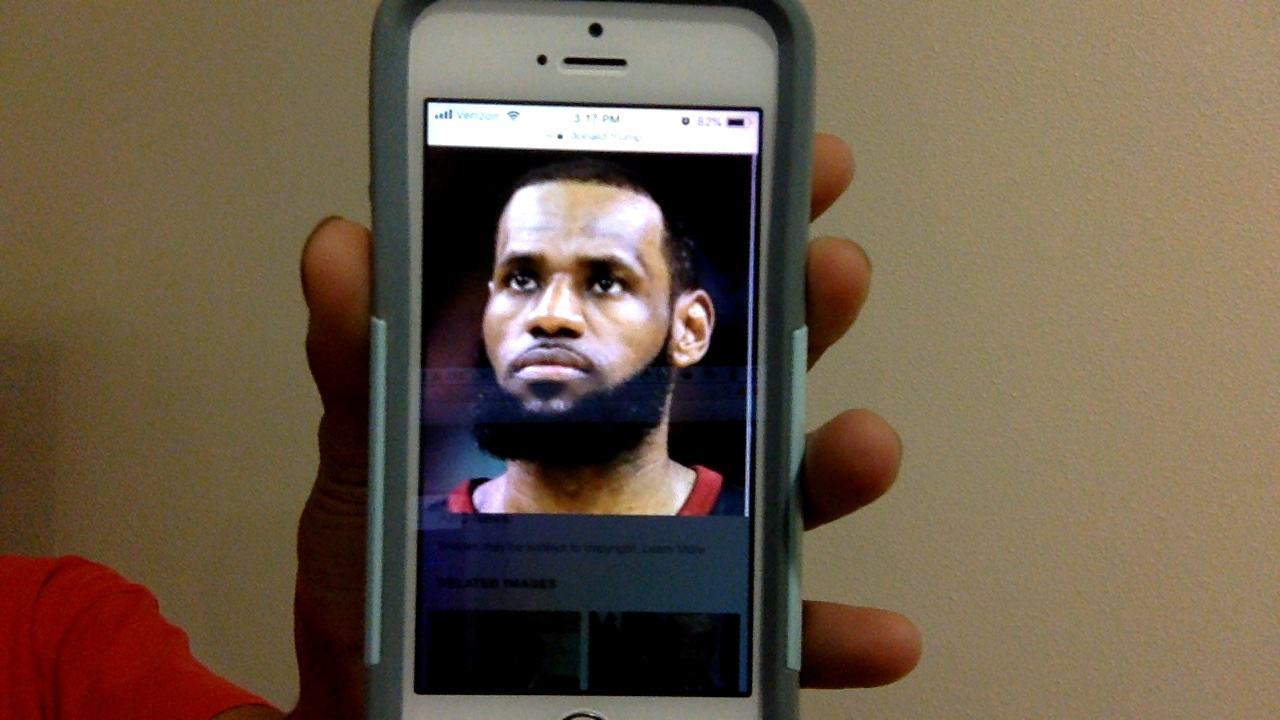 Verizon 3:17 PM 82%
donald trump
Images may be subject to copyright. Learn More
RELATED IMAGES